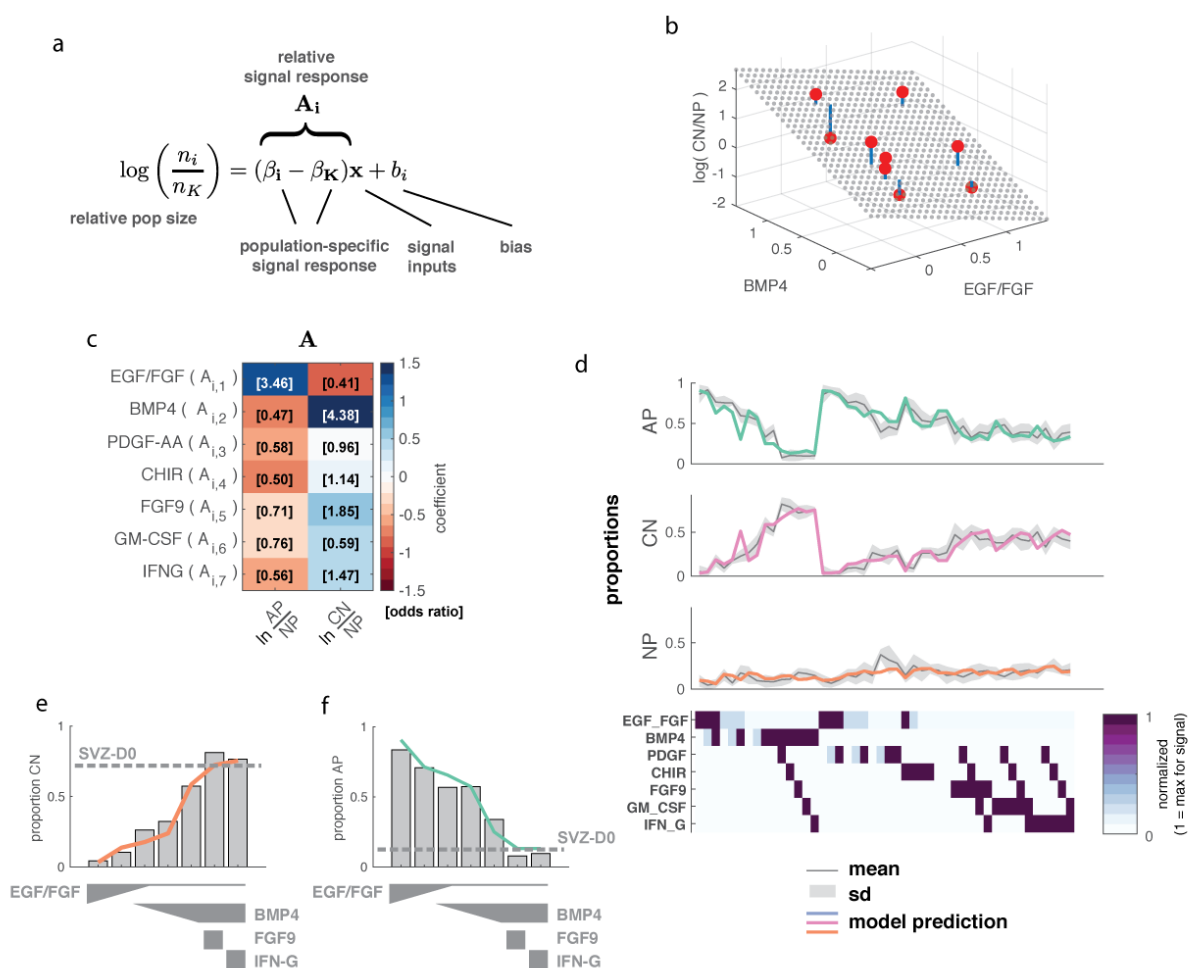 a
relative
signal response
A_i
log ( n_i / n_K ) = (β_i − β_K)x + b_i
relative pop size
population-specific
signal response
signal
inputs
bias
b
log( CN/NP )
2
1
0
-1
-2
1
0.5
0
BMP4
0
0.5
1
EGF/FGF
c
A
EGF/FGF ( A_i,1 )
[3.46]
[0.41]
BMP4 ( A_i,2 )
[0.47]
[4.38]
PDGF-AA ( A_i,3 )
[0.58]
[0.96]
CHIR ( A_i,4 )
[0.50]
[1.14]
FGF9 ( A_i,5 )
[0.71]
[1.85]
GM-CSF ( A_i,6 )
[0.76]
[0.59]
IFNG ( A_i,7 )
[0.56]
[1.47]
ln AP/NP
ln CN/NP
1.5
1
0.5
0
-0.5
-1
-1.5
coefficient
[odds ratio]
d
proportions
AP
1
0.5
0
CN
0.5
0
NP
0.5
0
EGF_FGF
BMP4
PDGF
CHIR
FGF9
GM_CSF
IFN_G
1
0
normalized
(1 = max for signal)
mean
sd
model prediction
e
proportion CN
1
0.5
0
SVZ-D0
EGF/FGF
BMP4
FGF9
IFN-G
f
proportion AP
1
0.5
0
SVZ-D0
EGF/FGF
BMP4
FGF9
IFN-G